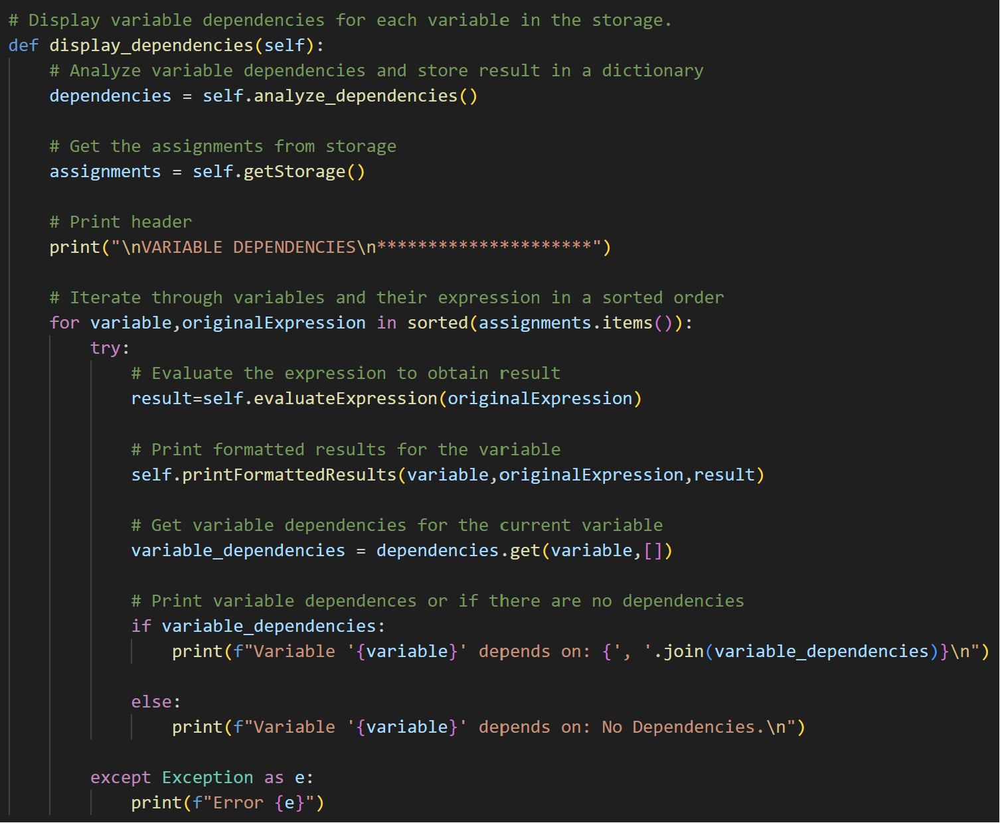 # Display variable dependencies for each variable in the storage.
def display_dependencies(self):
    # Analyze variable dependencies and store result in a dictionary
    dependencies = self.analyze_dependencies()

    # Get the assignments from storage
    assignments = self.getStorage()

    # Print header
    print("\nVARIABLE DEPENDENCIES\n*********************")

    # Iterate through variables and their expression in a sorted order
    for variable,originalExpression in sorted(assignments.items()):
        try:
            # Evaluate the expression to obtain result
            result=self.evaluateExpression(originalExpression)

            # Print formatted results for the variable
            self.printFormattedResults(variable,originalExpression,result)

            # Get variable dependencies for the current variable
            variable_dependencies = dependencies.get(variable,[])

            # Print variable dependences or if there are no dependencies
            if variable_dependencies:
                print(f"Variable '{variable}' depends on: {', '.join(variable_dependencies)}\n")

            else:
                print(f"Variable '{variable}' depends on: No Dependencies.\n")

        except Exception as e:
            print(f"Error {e}")